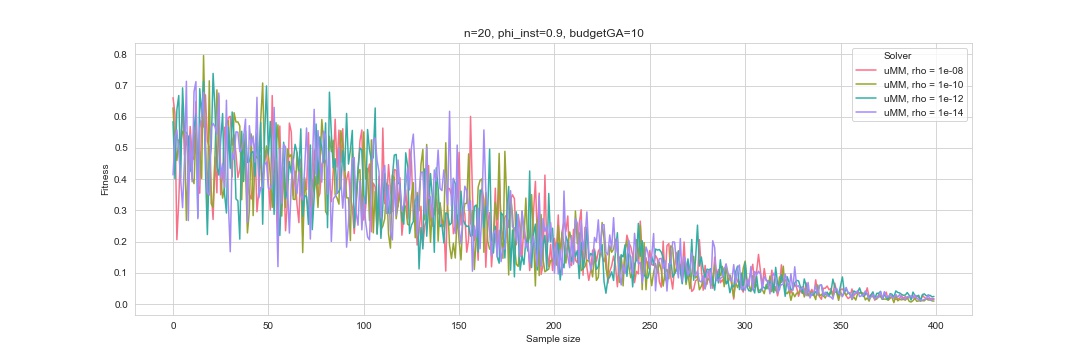 n=20, phi_inst=0.9, budgetGA=10
Fitness
0.8
0.7
0.6
0.5
0.4
0.3
0.2
0.1
0.0
Solver
uMM, rho = 1e-08
uMM, rho = 1e-10
uMM, rho = 1e-12
uMM, rho = 1e-14
0 50 100 150 200 250 300 350 400
Sample size